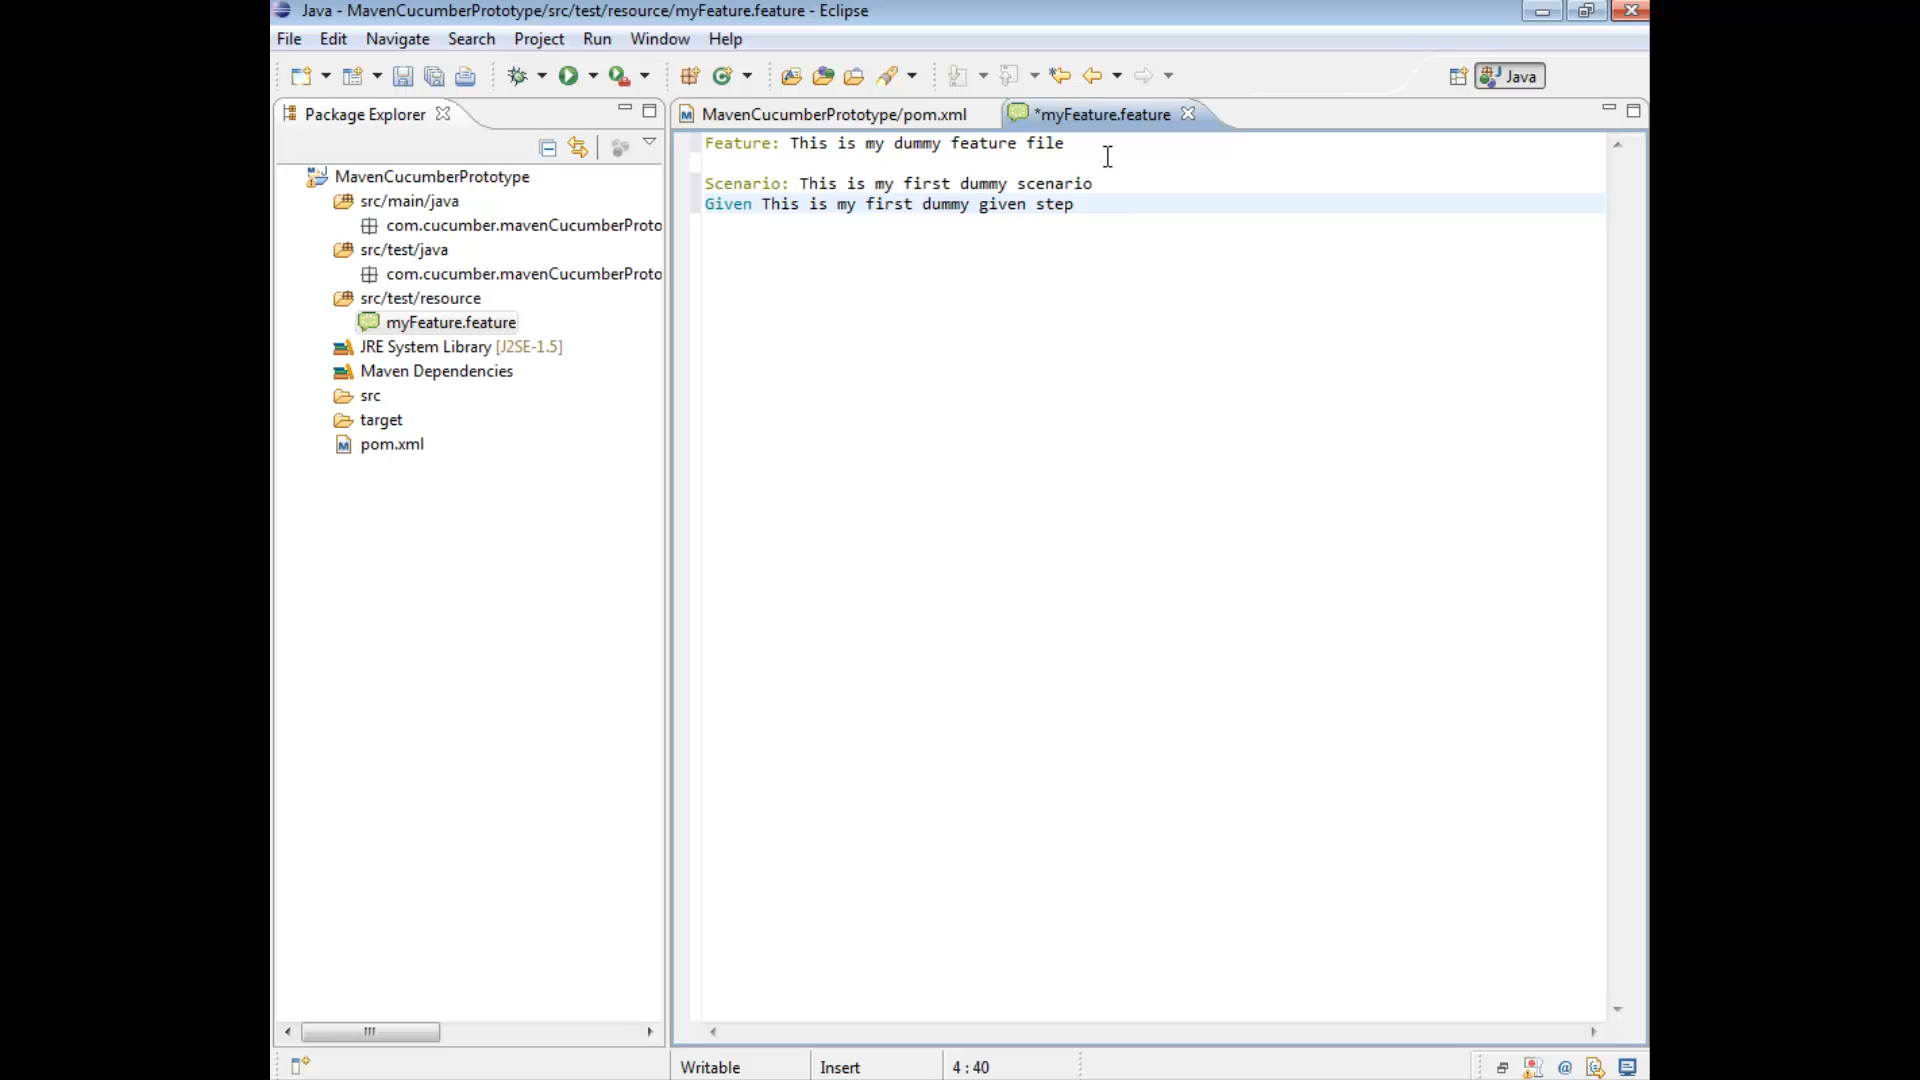 Java - MavenCucumberPrototype/src/test/resource/myFeature.feature - Eclipse
File Edit Navigate Search Project Run Window Help
Java
Package Explorer
MavenCucumberPrototype/pom.xml
*myFeature.feature
MavenCucumberPrototype
src/main/java
com.cucumber.mavenCucumberProto
src/test/java
com.cucumber.mavenCucumberProto
src/test/resource
myFeature.feature
JRE System Library [J2SE-1.5]
Maven Dependencies
src
target
pom.xml
Feature: This is my dummy feature file
Scenario: This is my first dummy scenario
Given This is my first dummy given step
Writable
Insert
4 : 40